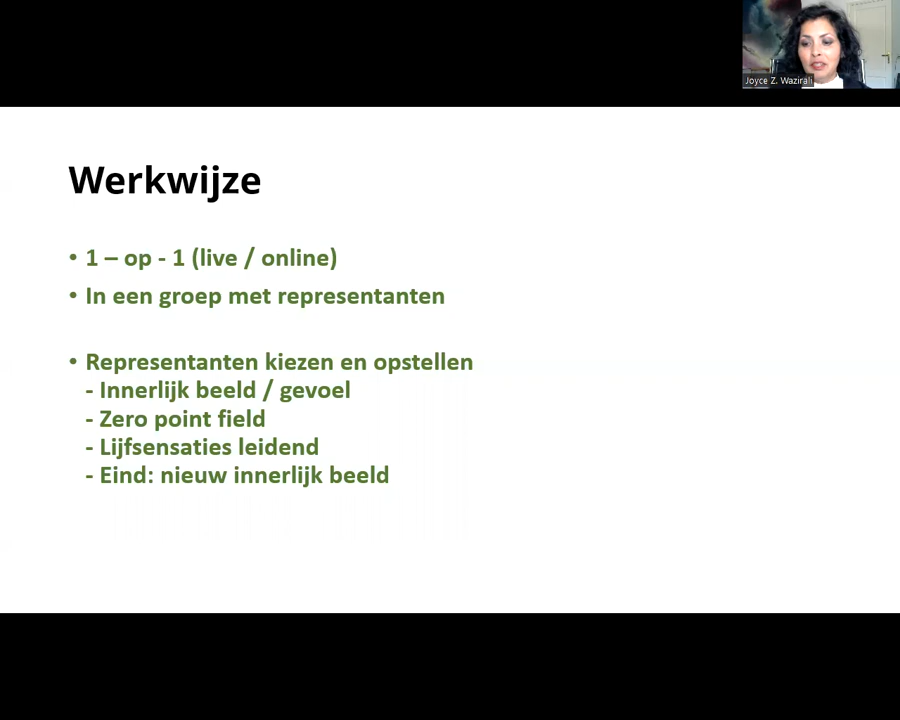 Joyce Z. Wazirali
Werkwijze
• 1 – op - 1 (live / online)
• In een groep met representanten
• Representanten kiezen en opstellen
- Innerlijk beeld / gevoel
- Zero point field
- Lijfsensaties leidend
- Eind: nieuw innerlijk beeld